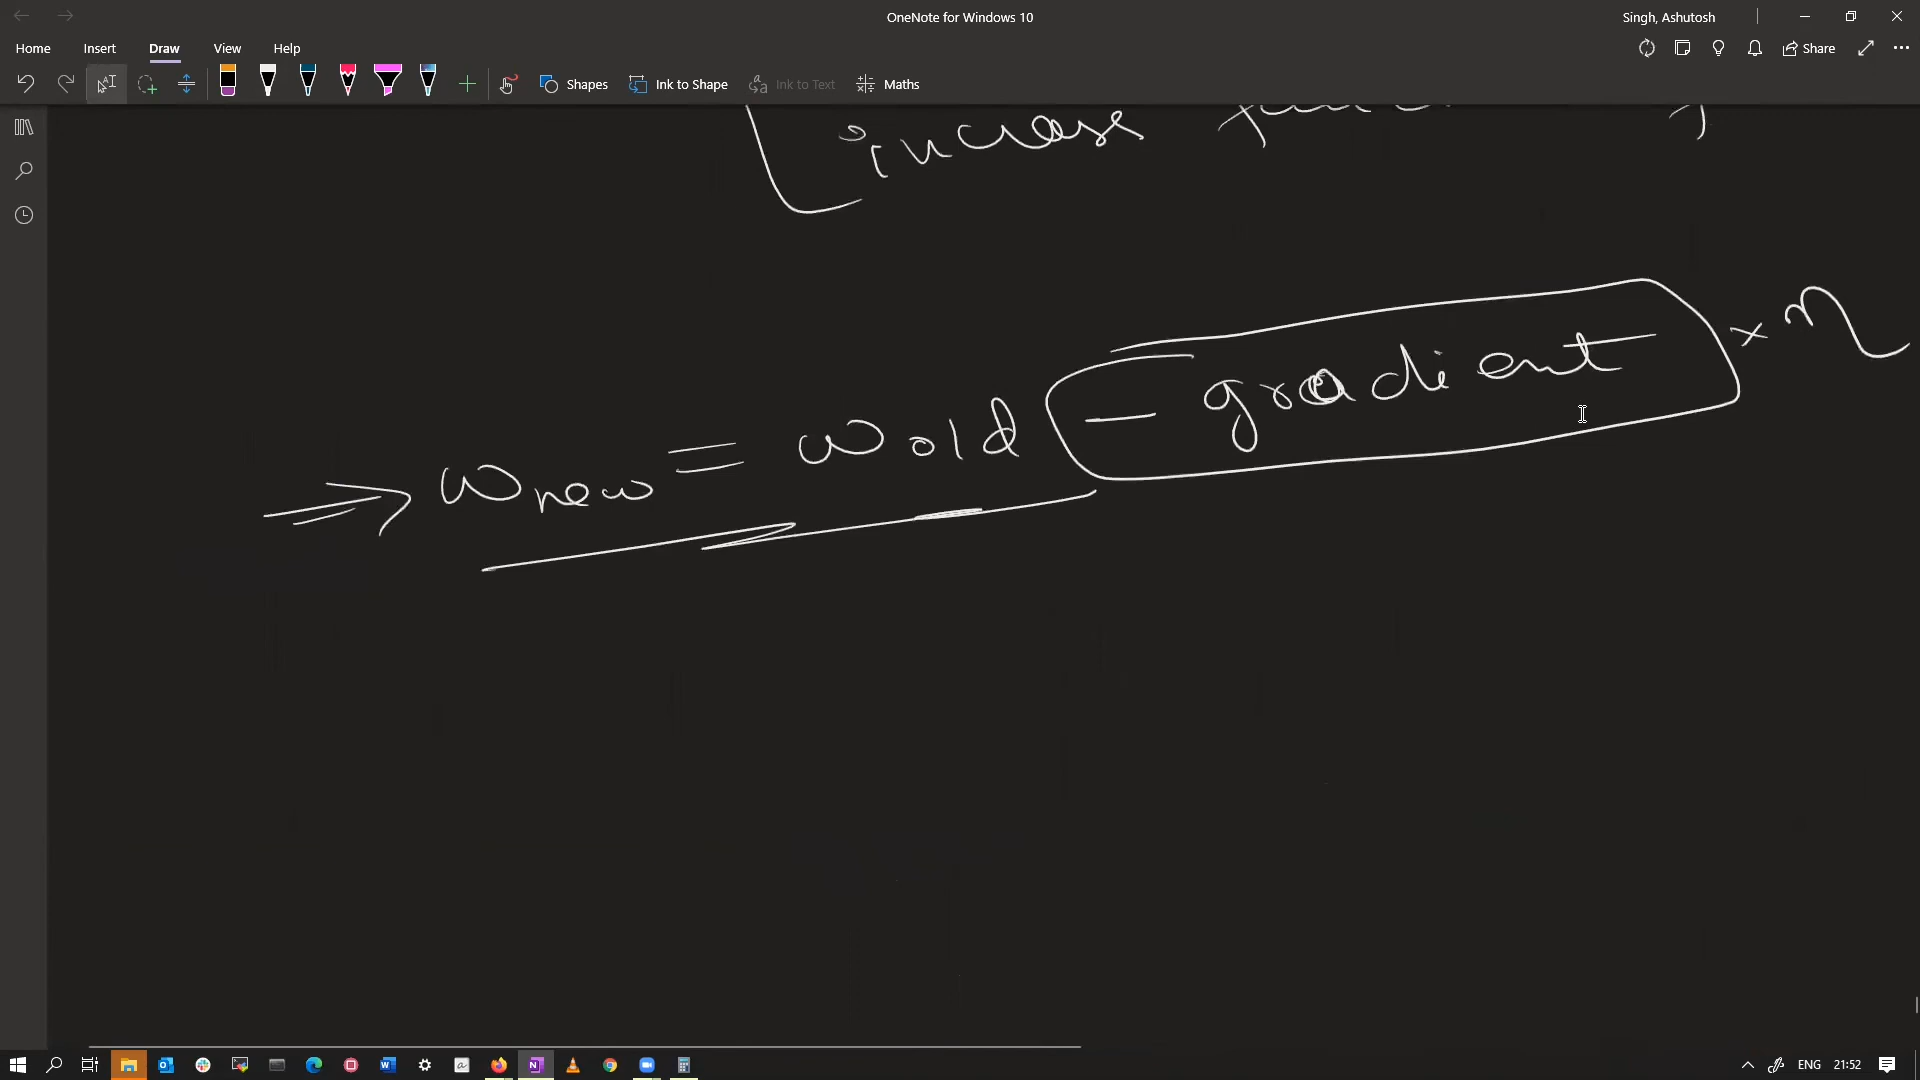 OneNote for Windows 10
Singh, Ashutosh
Home Insert Draw View Help
Share
Shapes Ink to Shape Ink to Text Maths
increase
⇒ Wnew = Wold - gradient × η
ENG 21:52